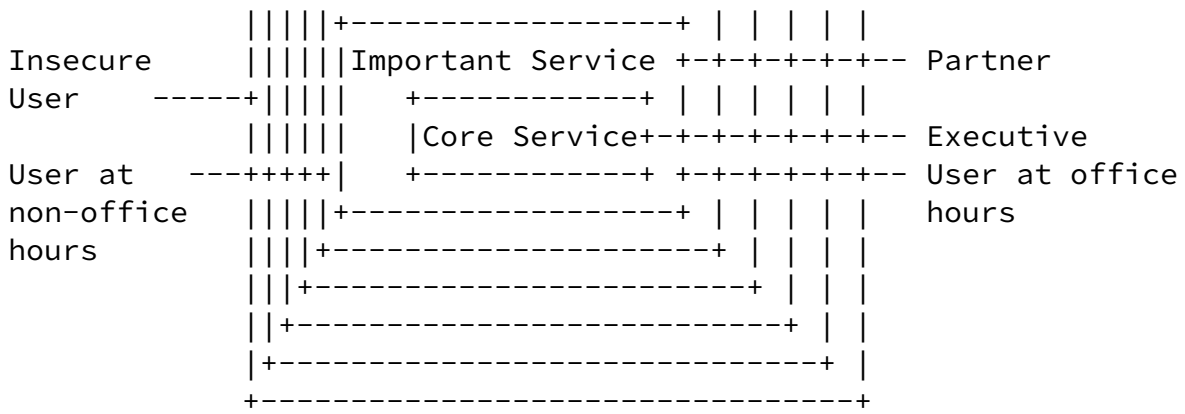 |||||+------------------+ | | | | |
Insecure ||||||Important Service +-+-+-+-+-+-- Partner
User -----+||||| +------------+ | | | | | |
|||||| |Core Service+-+-+-+-+-+-+-- Executive
User at ---+++++| +------------+ +-+-+-+-+-+-- User at office
non-office |||||+------------------+ | | | | | hours
hours ||||+---------------------+ | | | |
|||+------------------------+ | | |
||+---------------------------+ | |
|+------------------------------+ |
+---------------------------------+